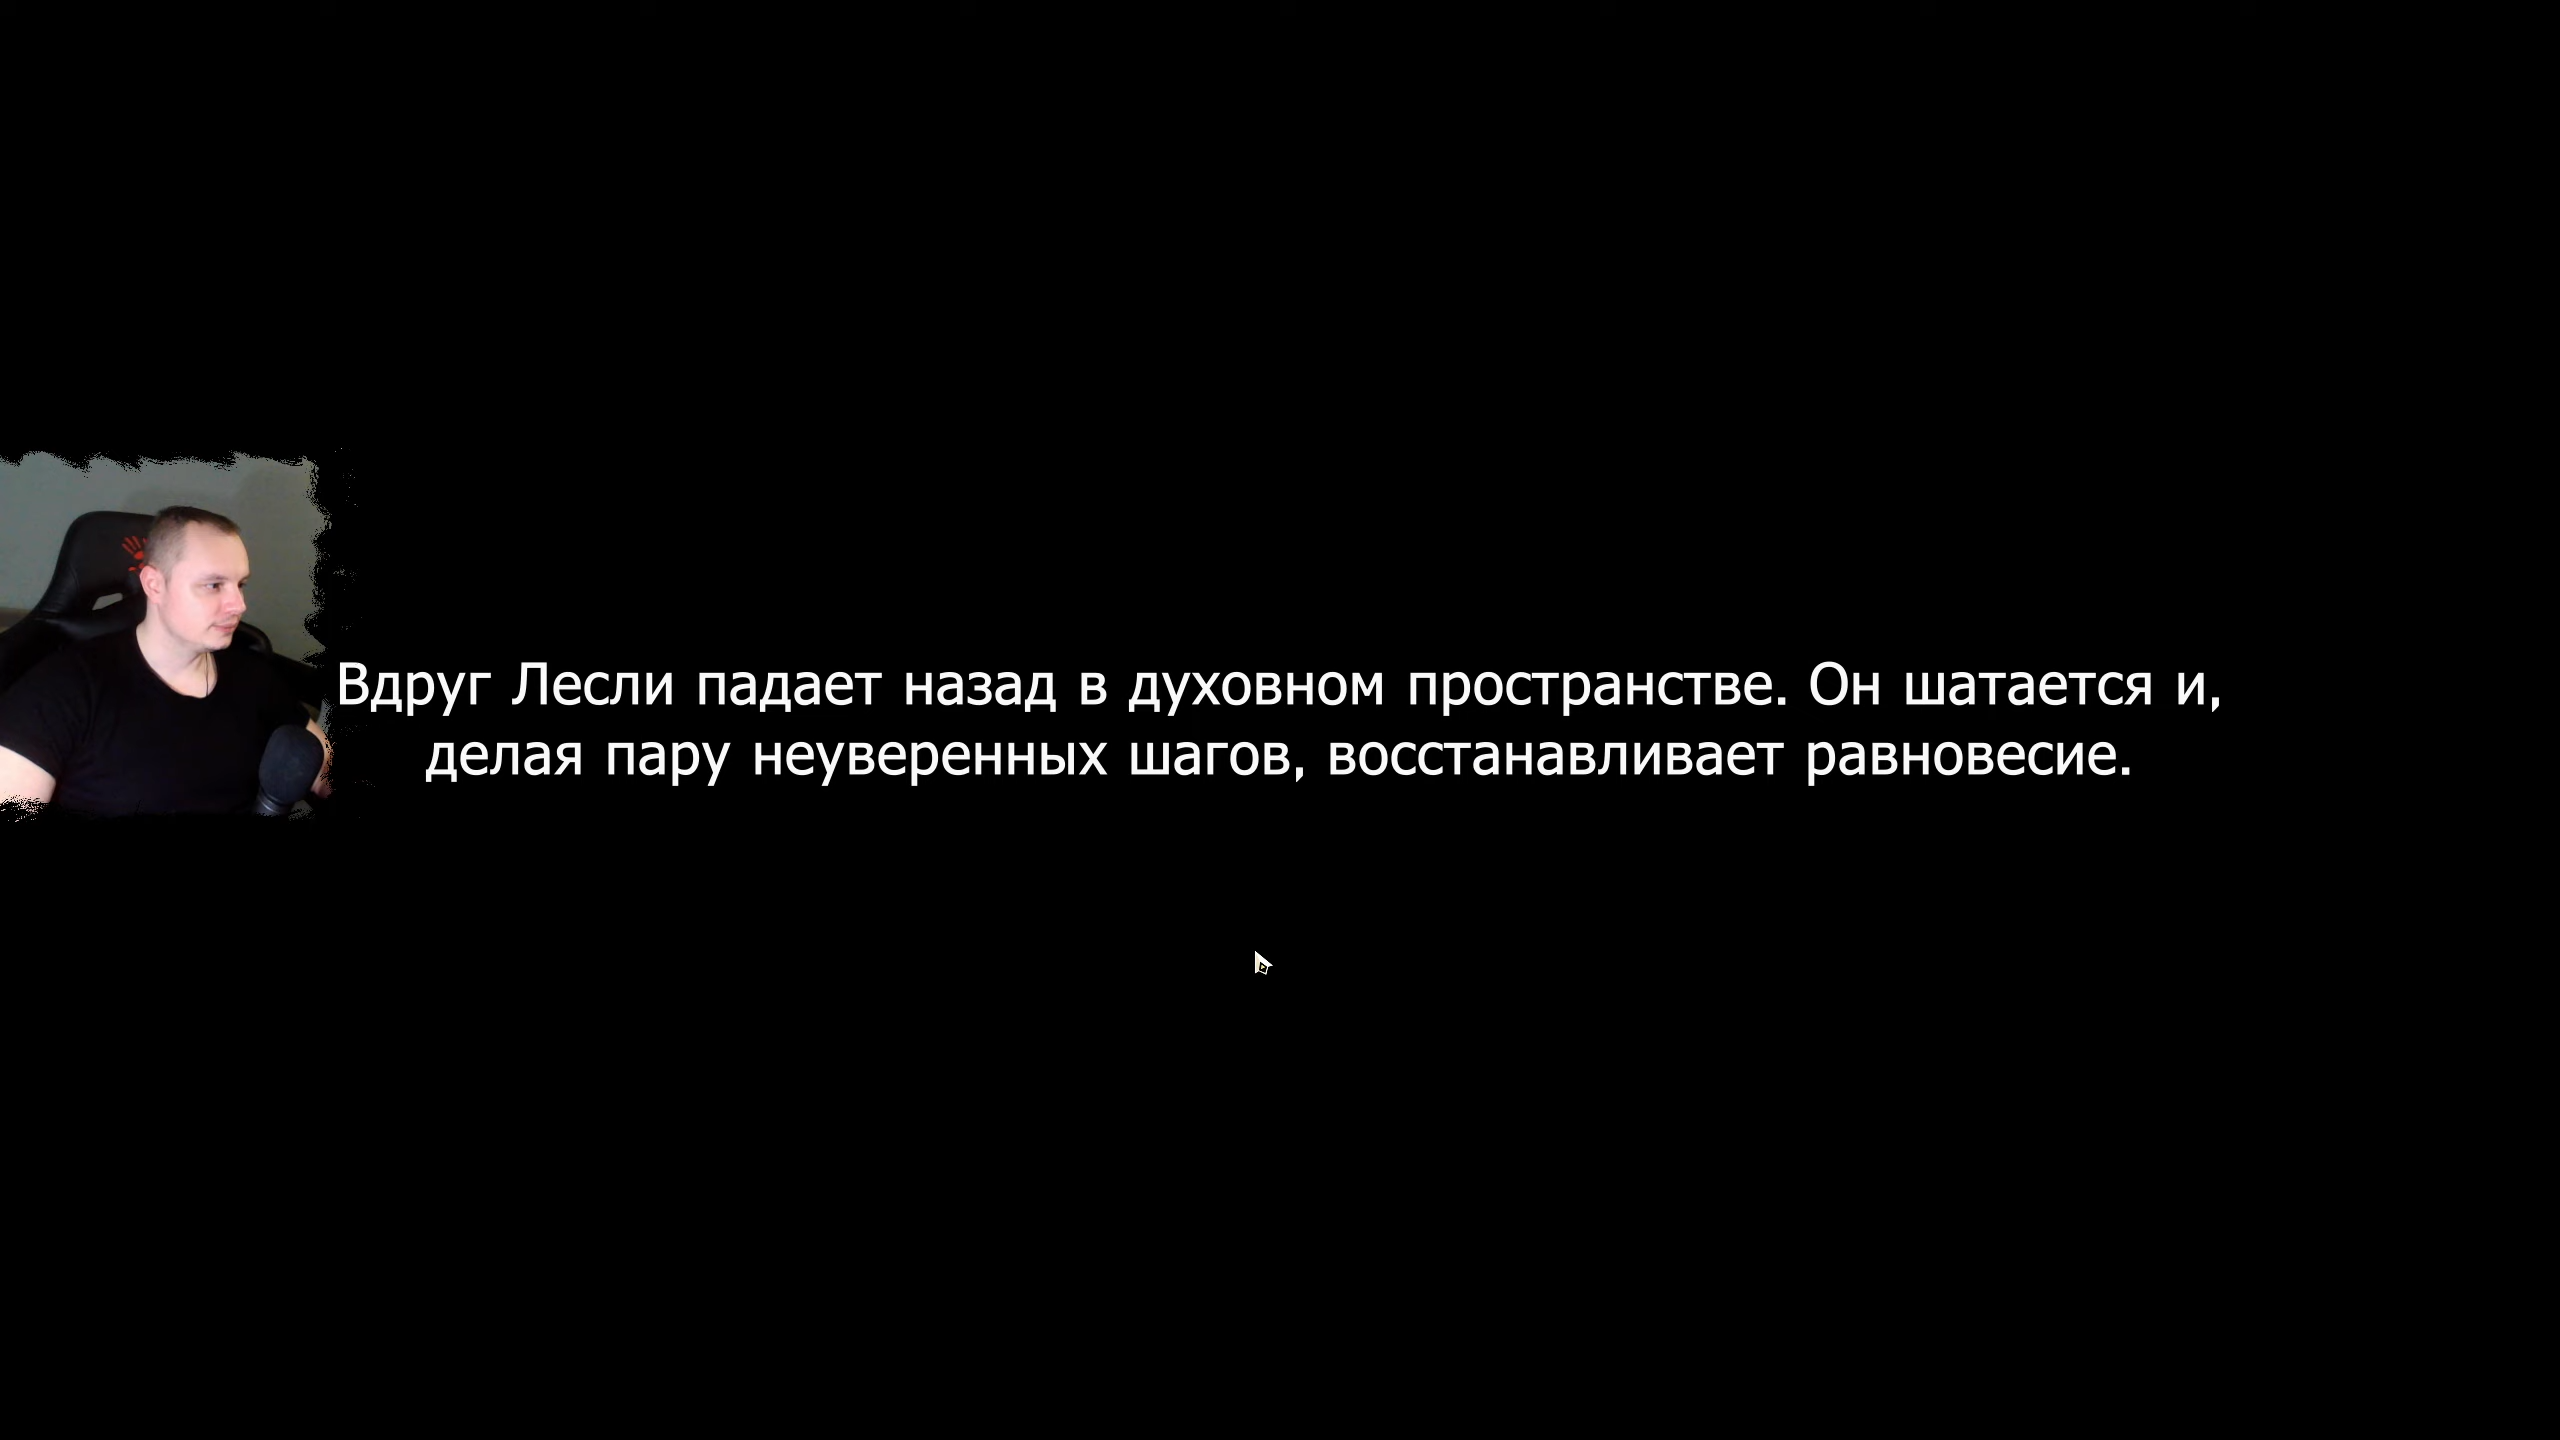 Вдруг Лесли падает назад в духовном пространстве. Он шатается и,
делая пару неуверенных шагов, восстанавливает равновесие.